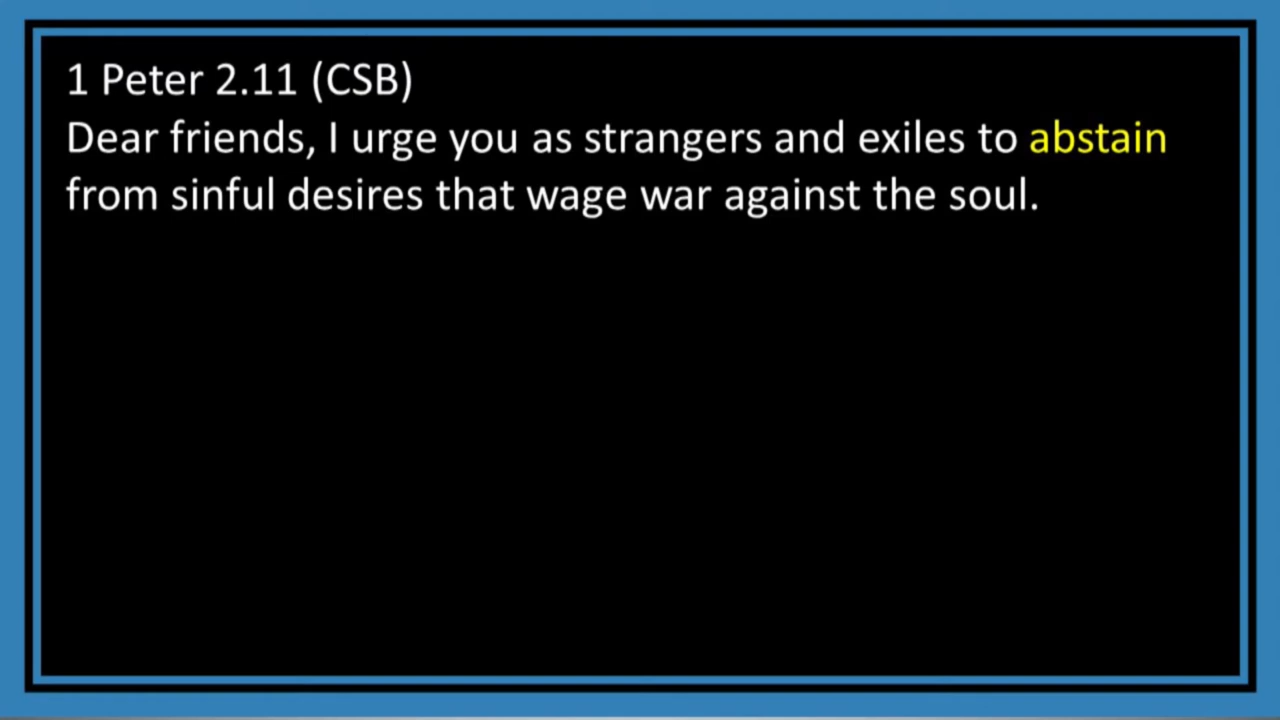 1 Peter 2.11 (CSB)
Dear friends, I urge you as strangers and exiles to abstain
from sinful desires that wage war against the soul.